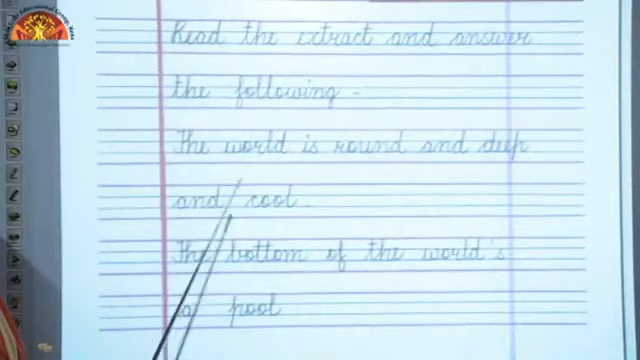 Read the extract and answer
the following -
The world is round and deep
and cool.
The bottom of the world's
a pool